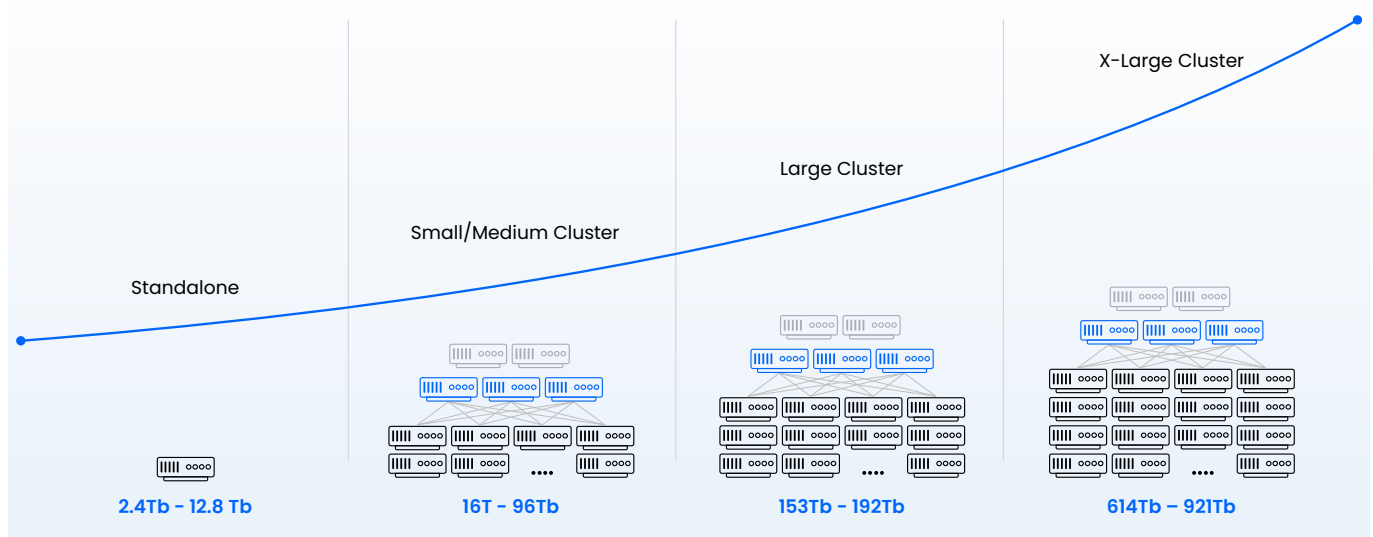 X-Large Cluster
Large Cluster
Small/Medium Cluster
Standalone
2.4Tb - 12.8 Tb
16T - 96Tb
153Tb - 192Tb
614Tb – 921Tb